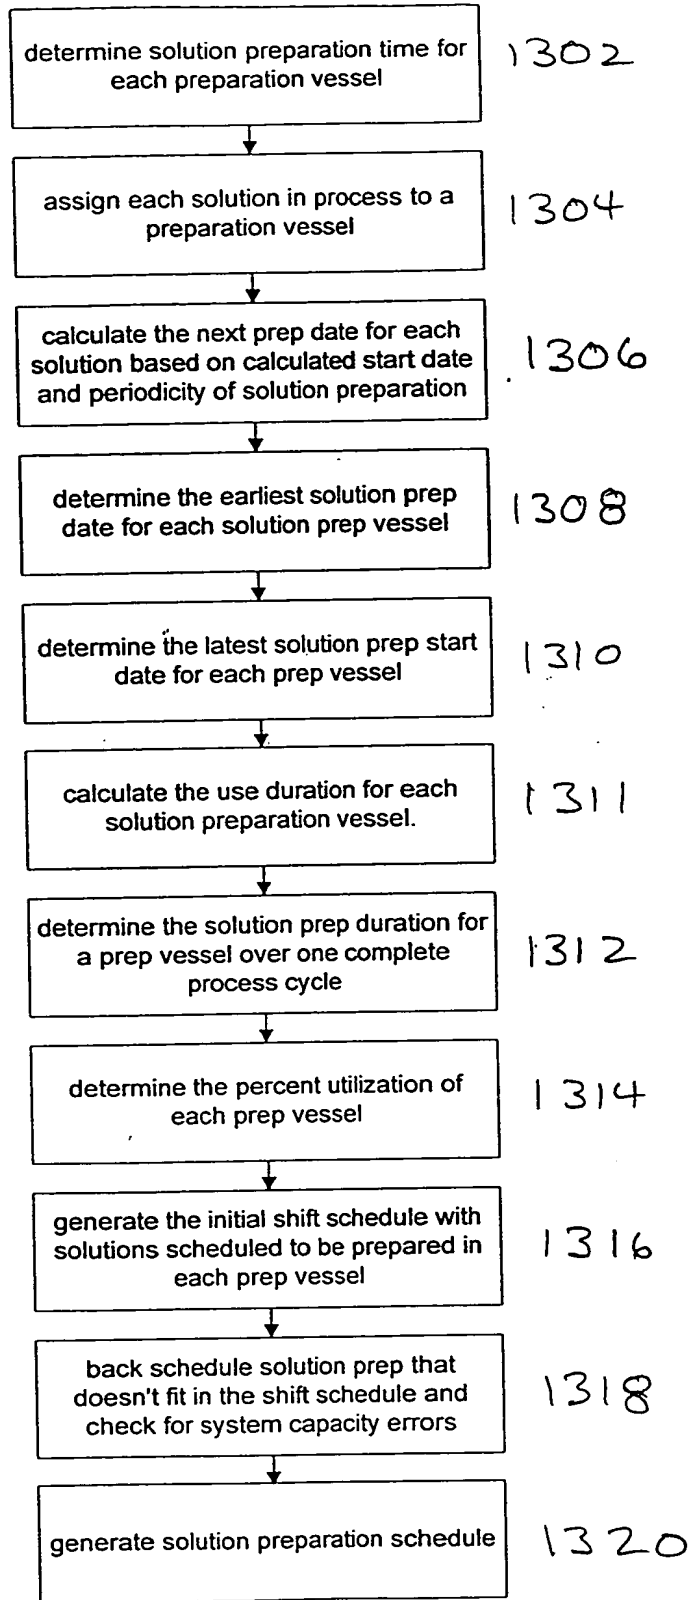 determine solution preparation time for
each preparation vessel
1302
assign each solution in process to a
preparation vessel
1304
calculate the next prep date for each
solution based on calculated start date
and periodicity of solution preparation
1306
determine the earliest solution prep
date for each solution prep vessel
1308
determine the latest solution prep start
date for each prep vessel
1310
calculate the use duration for each
solution preparation vessel.
1311
determine the solution prep duration for
a prep vessel over one complete
process cycle
1312
determine the percent utilization of
each prep vessel
1314
generate the initial shift schedule with
solutions scheduled to be prepared in
each prep vessel
1316
back schedule solution prep that
doesn't fit in the shift schedule and
check for system capacity errors
1318
generate solution preparation schedule
1320